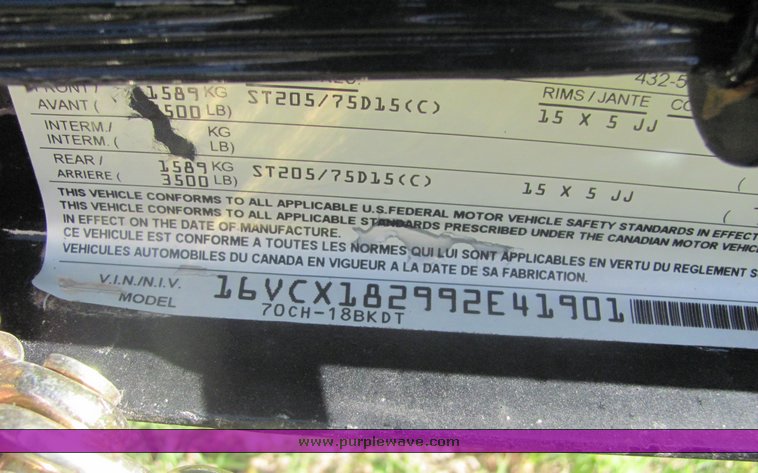 432-5
FRONT / 1589 KG ST205/75D15(C) RIMS / JANTE
AVANT ( 3500 LB) 15 X 5 JJ
INTERM./ KG
INTERM. ( LB)
REAR / 1589 KG ST205/75D15(C) 15 X 5 JJ (
ARRIERE ( 3500 LB)
THIS VEHICLE CONFORMS TO ALL APPLICABLE U.S.FEDERAL MOTOR VEHICLE SAFETY STANDARDS IN EFFECT
THIS VEHICLE CONFORMS TO ALL APPLICABLE STANDARDS PRESCRIBED UNDER THE CANADIAN MOTOR VEHIC
IN EFFECT ON THE DATE OF MANUFACTURE.
CE VEHICULE EST CONFORME A TOUTES LES NORMES QUI LUI SONT APPLICABLES EN VERTU DU REGLEMENT S
VEHICULES AUTOMOBILES DU CANADA EN VIGUEUR A LA DATE DE SA FABRICATION.
V.I.N./N.I.V. 16VCX182992E41901
MODEL 70CH-18BKDT
www.purplewave.com